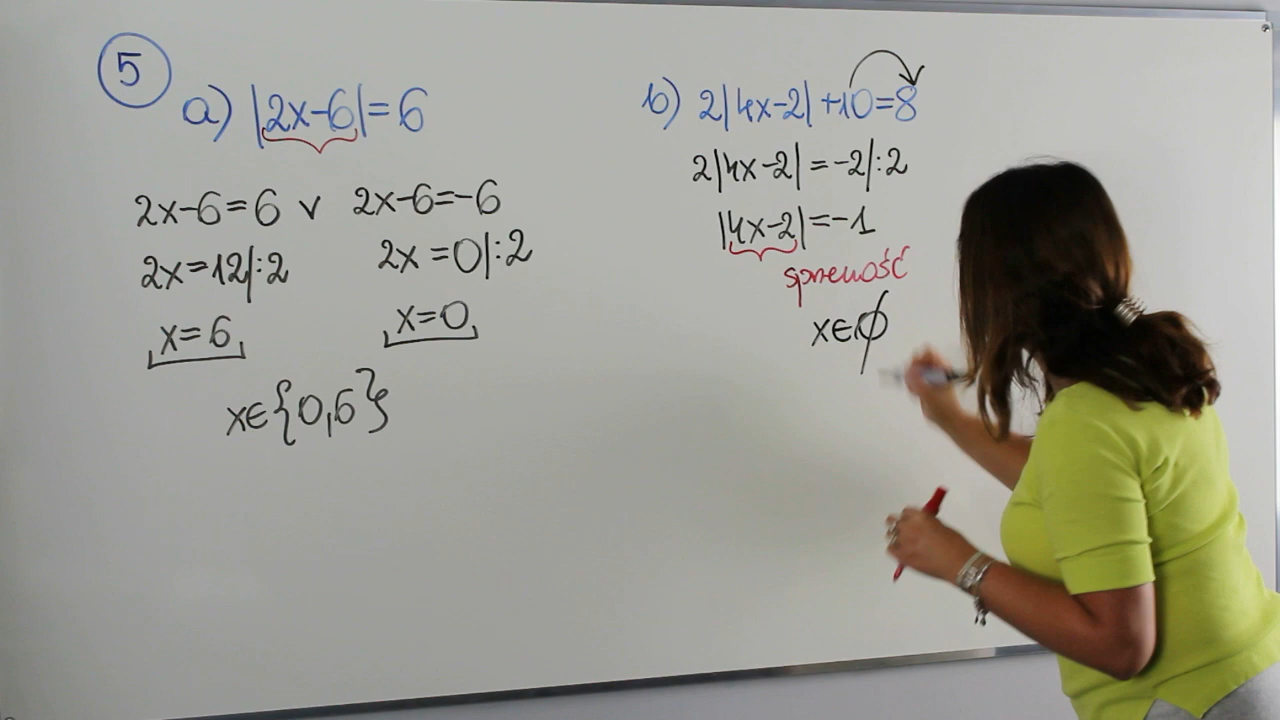 5
a) |2x-6|=6
2x-6=6 ∨ 2x-6=-6
2x=12|:2 2x=0|:2
x=6 x=0
x∈{0,6}
b) 2|4x-2|+10=8
2|4x-2|=-2|:2
|4x-2|=-1
sprzeność
x∈∅